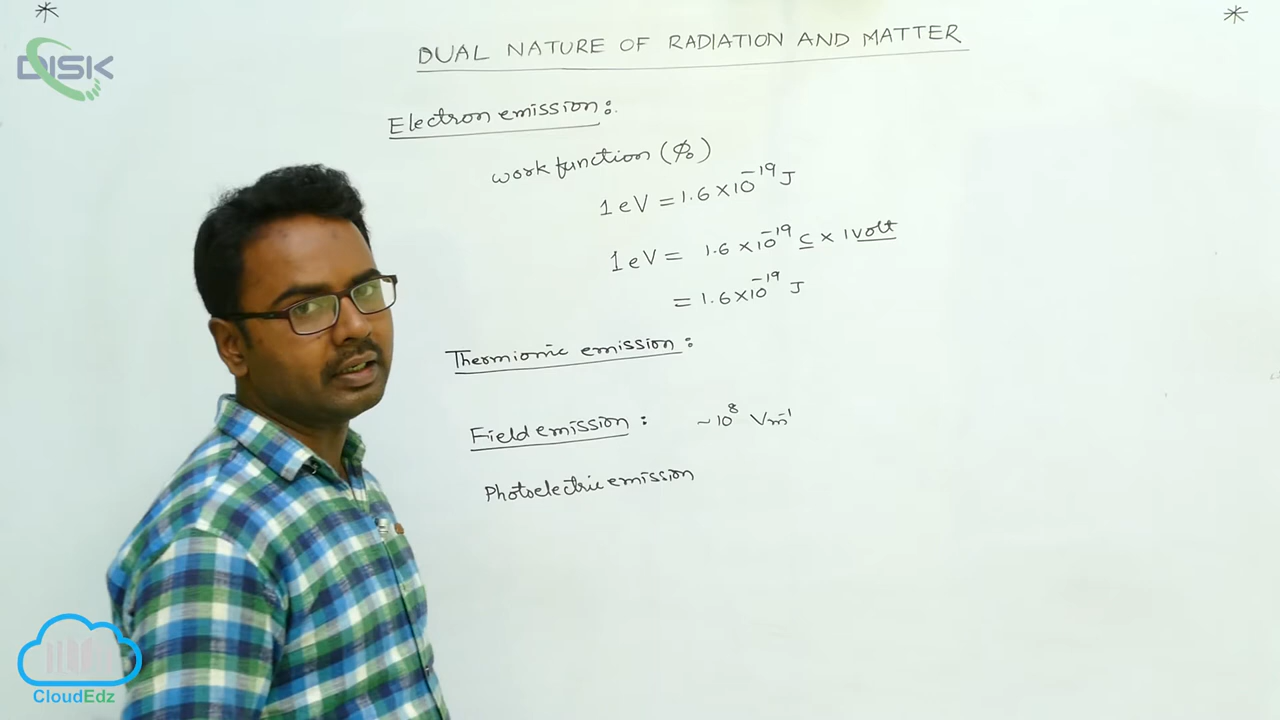 DISK
DUAL NATURE OF RADIATION AND MATTER
Electron emission:
work function (ϕ₀)
1 eV = 1.6 × 10⁻¹⁹ J
1 eV = 1.6 × 10⁻¹⁹ C × 1 volt
= 1.6 × 10⁻¹⁹ J
Thermionic emission:
Field emission: ~10⁸ Vm⁻¹
Photoelectric emission
CloudEdz